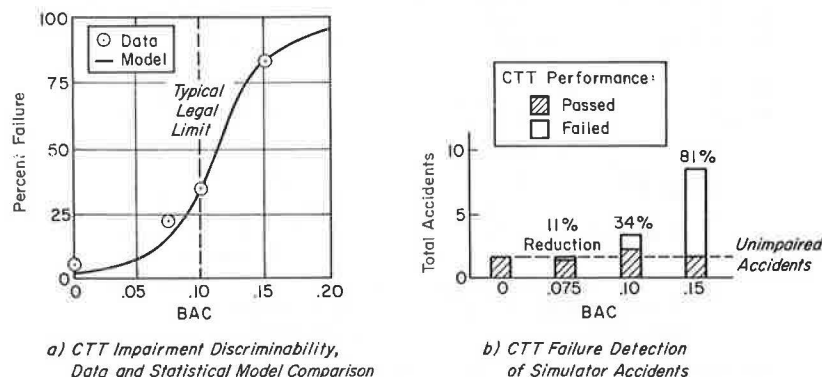 100
75
50
25
0
Percent Failure
Data
Model
Typical
Legal
Limit
0 .05 .10 .15 .20
BAC
a) CTT Impairment Discriminability,
Data and Statistical Model Comparison
CTT Performance:
Passed
Failed
10
5
0
Total Accidents
11%
Reduction
34%
81%
Unimpaired
Accidents
0 .075 .10 .15
BAC
b) CTT Failure Detection
of Simulator Accidents